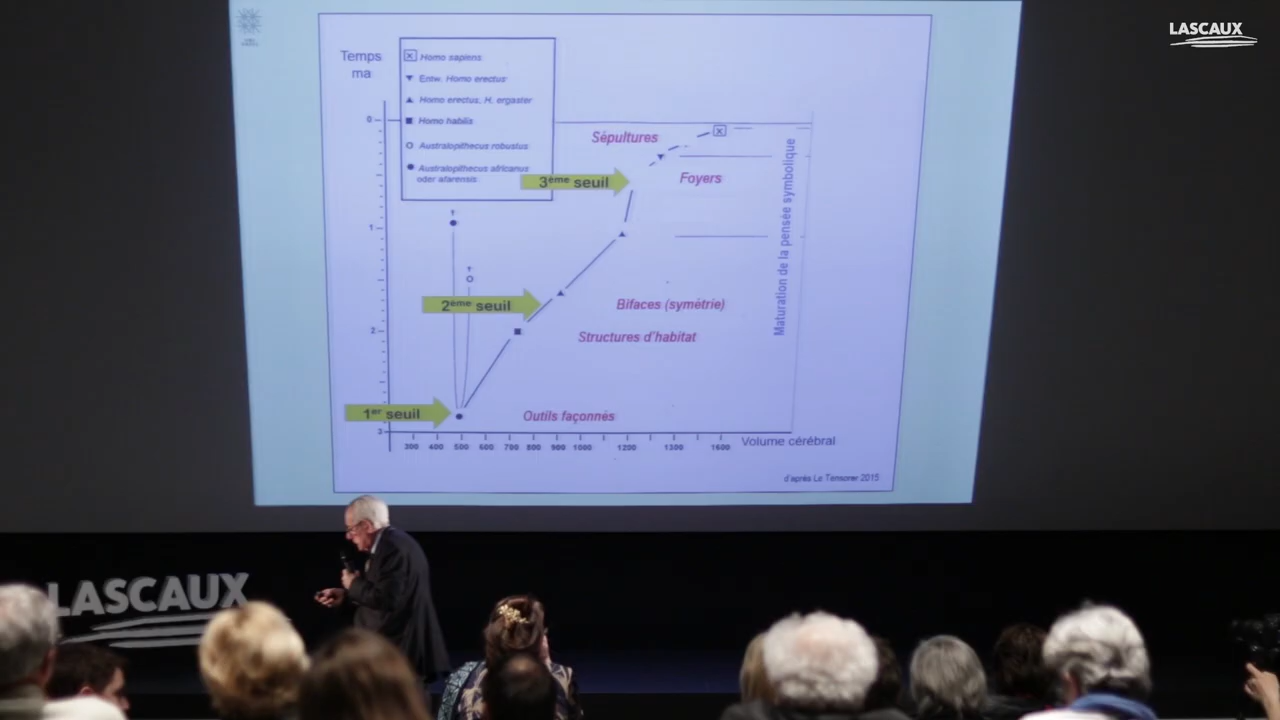 LASCAUX
Temps
ma
Homo sapiens
Entw. Homo erectus
Homo erectus, H. ergaster
Homo habilis
Australopithecus robustus
Australopithecus africanus
oder afarensis
0
1
2
3
Sépultures
3ème seuil
Foyers
2ème seuil
Bifaces (symétrie)
Structures d'habitat
1er seuil
Outils façonnés
Maturation de la pensée symbolique
300 400 500 600 700 800 900 1000 1200 1300 1600
Volume cérébral
d'après Le Tensorer 2015
LASCAUX